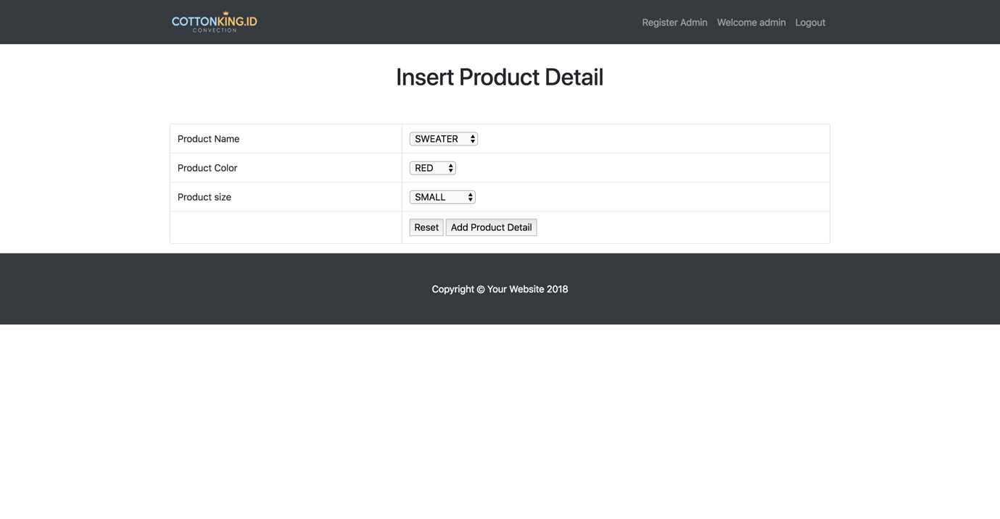 COTTONKING.ID
CONVECTION
Register Admin Welcome admin Logout
Insert Product Detail
Product Name SWEATER
Product Color RED
Product size SMALL
Reset Add Product Detail
Copyright © Your Website 2018